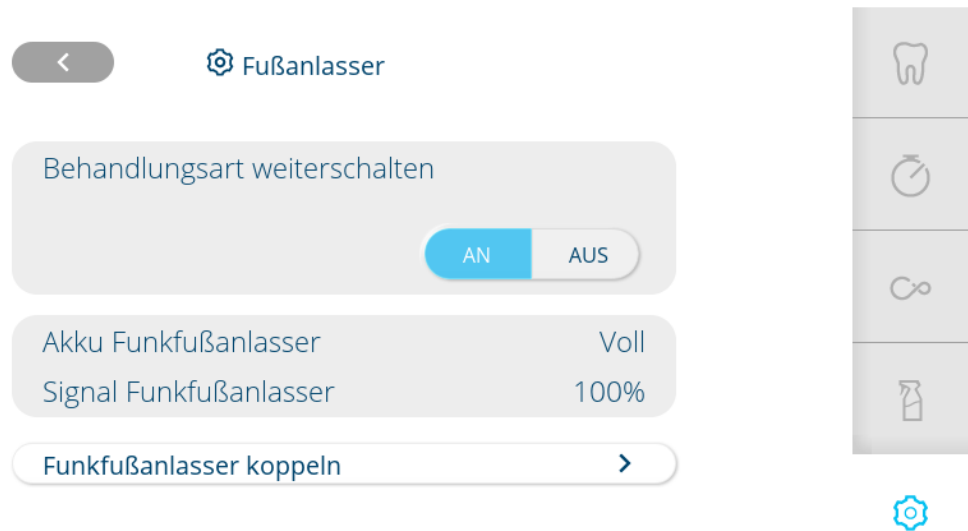 Fußanlasser
Behandlungsart weiterschalten
AN AUS
Akku Funkfußanlasser Voll
Signal Funkfußanlasser 100%
Funkfußanlasser koppeln